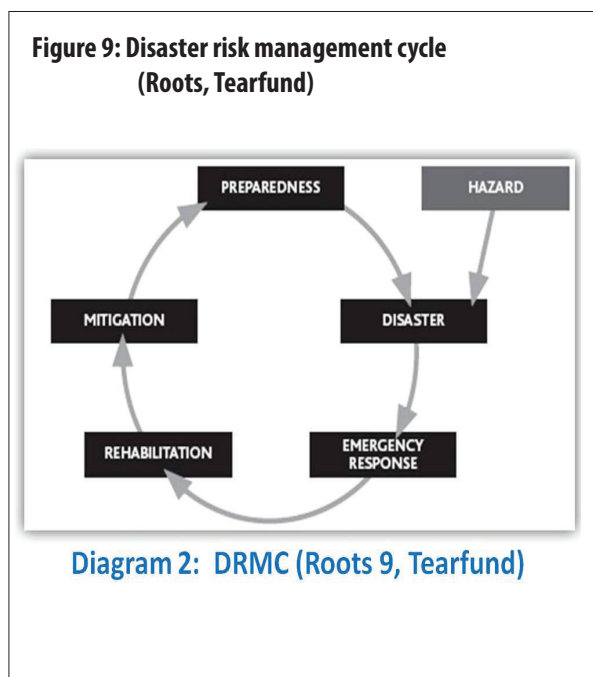 Figure 9: Disaster risk management cycle
(Roots, Tearfund)
PREPAREDNESS
HAZARD
MITIGATION
DISASTER
REHABILITATION
EMERGENCY
RESPONSE
Diagram 2: DRMC (Roots 9, Tearfund)